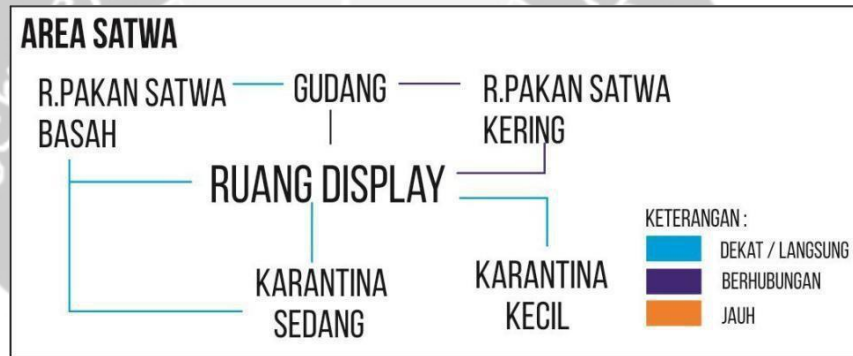 AREA SATWA
R.PAKAN SATWA
BASAH
GUDANG
R.PAKAN SATWA
KERING
RUANG DISPLAY
KARANTINA
SEDANG
KARANTINA
KECIL
KETERANGAN :
DEKAT / LANGSUNG
BERHUBUNGAN
JAUH